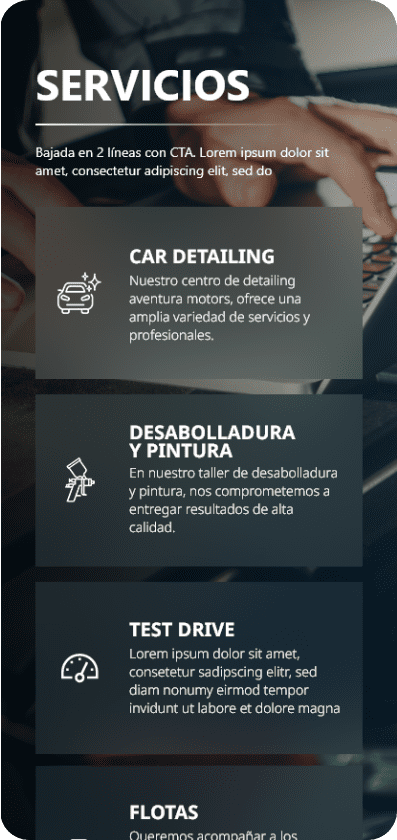 SERVICIOS
Bajada en 2 líneas con CTA. Lorem ipsum dolor sit
amet, consectetur adipiscing elit, sed do
CAR DETAILING
Nuestro centro de detailing
aventura motors, ofrece una
amplia variedad de servicios y
profesionales.
DESABOLLADURA
Y PINTURA
En nuestro taller de desabolladura
y pintura, nos comprometemos a
entregar resultados de alta
calidad.
TEST DRIVE
Lorem ipsum dolor sit amet,
consetetur sadipscing elitr, sed
diam nonumy eirmod tempor
invidunt ut labore et dolore magna
FLOTAS
Queremos acompañar a los